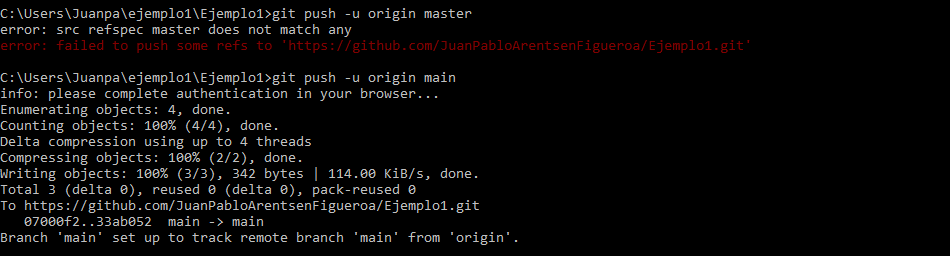 C:\Users\Juanpa\ejemplo1\Ejemplo1>git push -u origin master
error: src refspec master does not match any
error: failed to push some refs to 'https://github.com/JuanPabloArentsenFigueroa/Ejemplo1.git'
C:\Users\Juanpa\ejemplo1\Ejemplo1>git push -u origin main
info: please complete authentication in your browser...
Enumerating objects: 4, done.
Counting objects: 100% (4/4), done.
Delta compression using up to 4 threads
Compressing objects: 100% (2/2), done.
Writing objects: 100% (3/3), 342 bytes | 114.00 KiB/s, done.
Total 3 (delta 0), reused 0 (delta 0), pack-reused 0
To https://github.com/JuanPabloArentsenFigueroa/Ejemplo1.git
   07000f2..33ab052  main -> main
Branch 'main' set up to track remote branch 'main' from 'origin'.